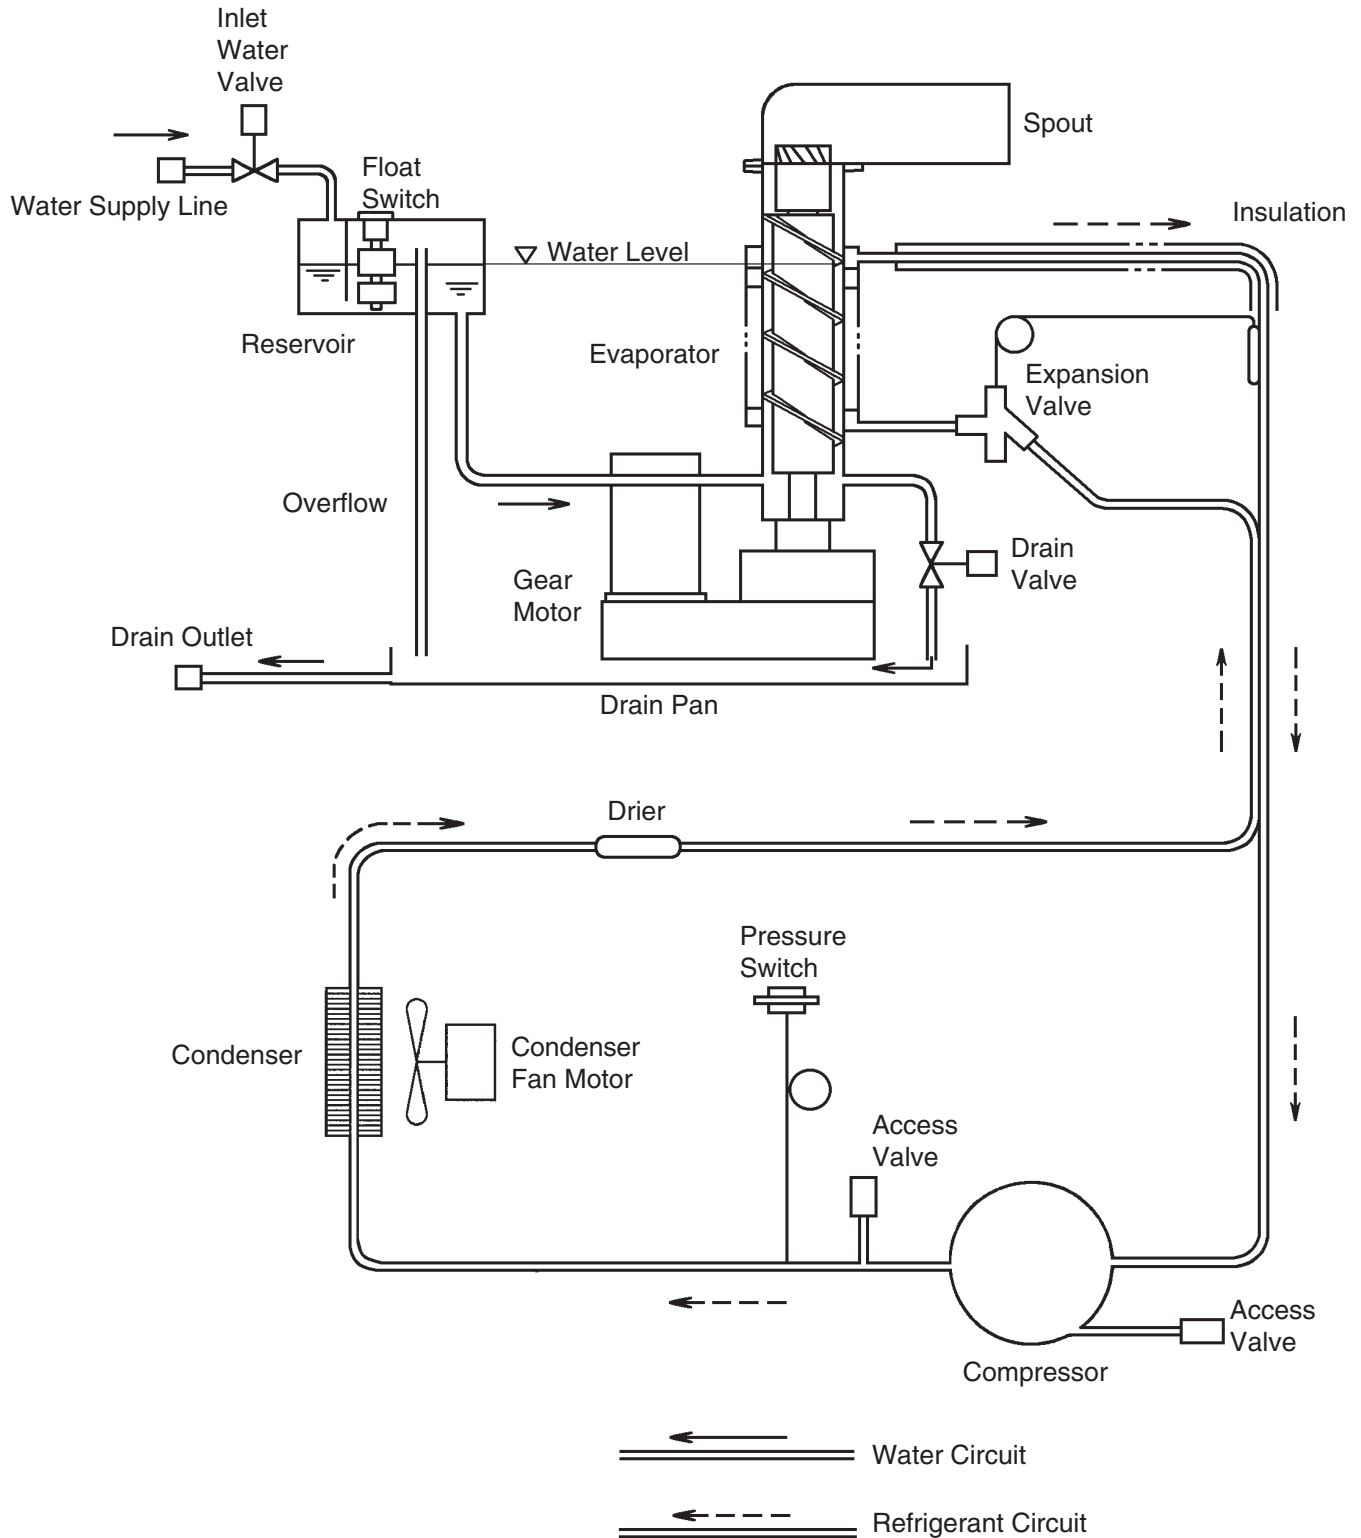 Inlet
Water
Valve
Spout
Float
Switch
Water Supply Line
Insulation
Water Level
Reservoir
Evaporator
Expansion
Valve
Overflow
Drain
Valve
Gear
Motor
Drain Outlet
Drain Pan
Drier
Pressure
Switch
Condenser
Condenser
Fan Motor
Access
Valve
Access
Valve
Compressor
Water Circuit
Refrigerant Circuit